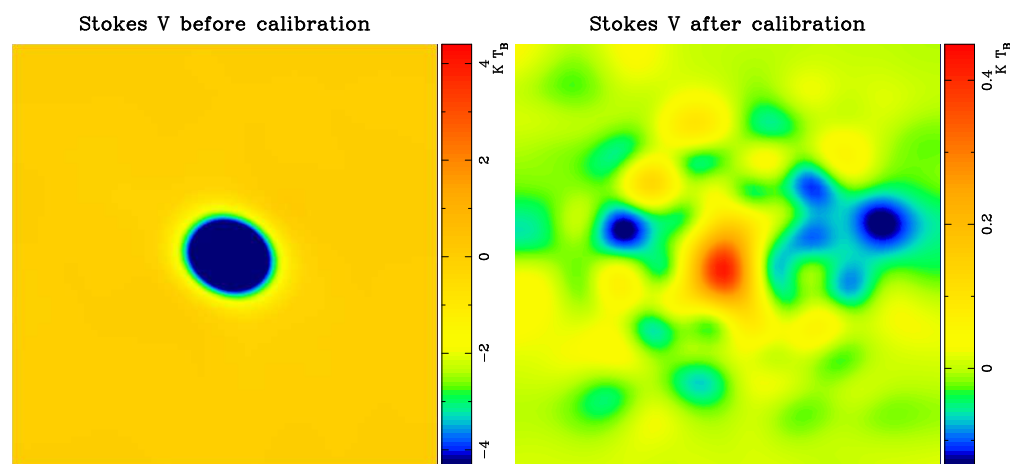 Stokes V before calibration
4
2
0
−2
−4
K T_B
Stokes V after calibration
0.4
0.2
0
K T_B